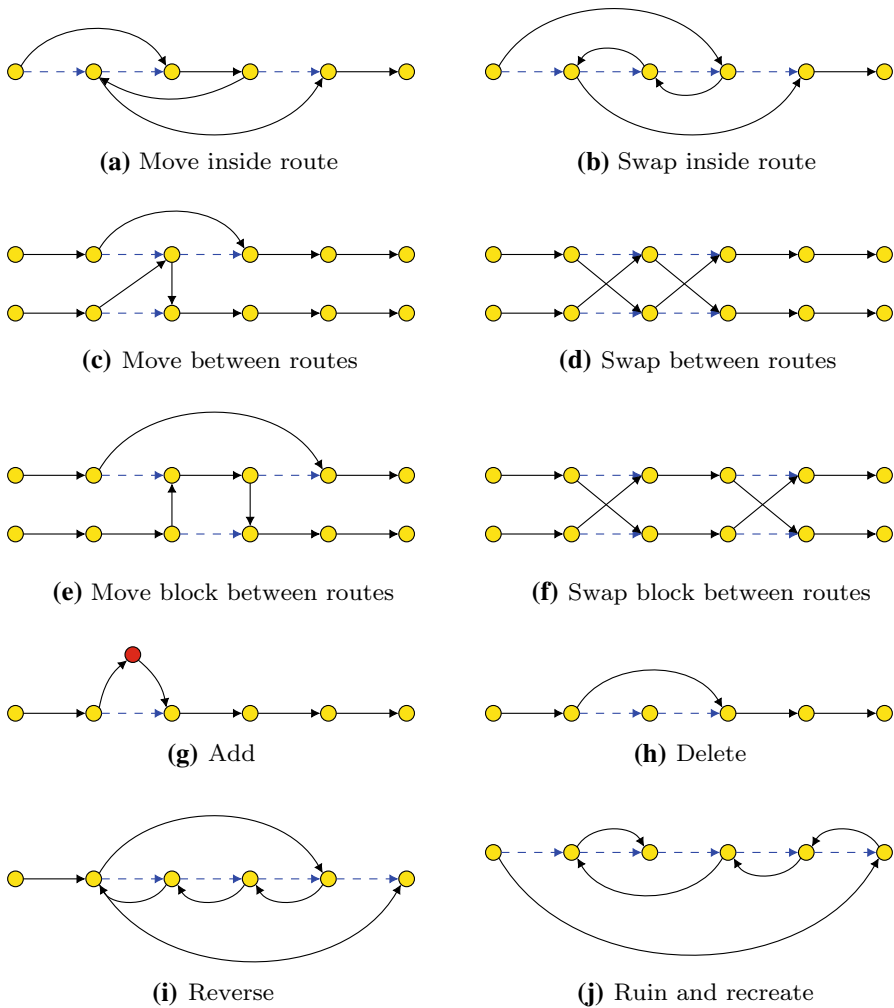 (a) Move inside route
(b) Swap inside route
(c) Move between routes
(d) Swap between routes
(e) Move block between routes
(f) Swap block between routes
(g) Add
(h) Delete
(i) Reverse
(j) Ruin and recreate